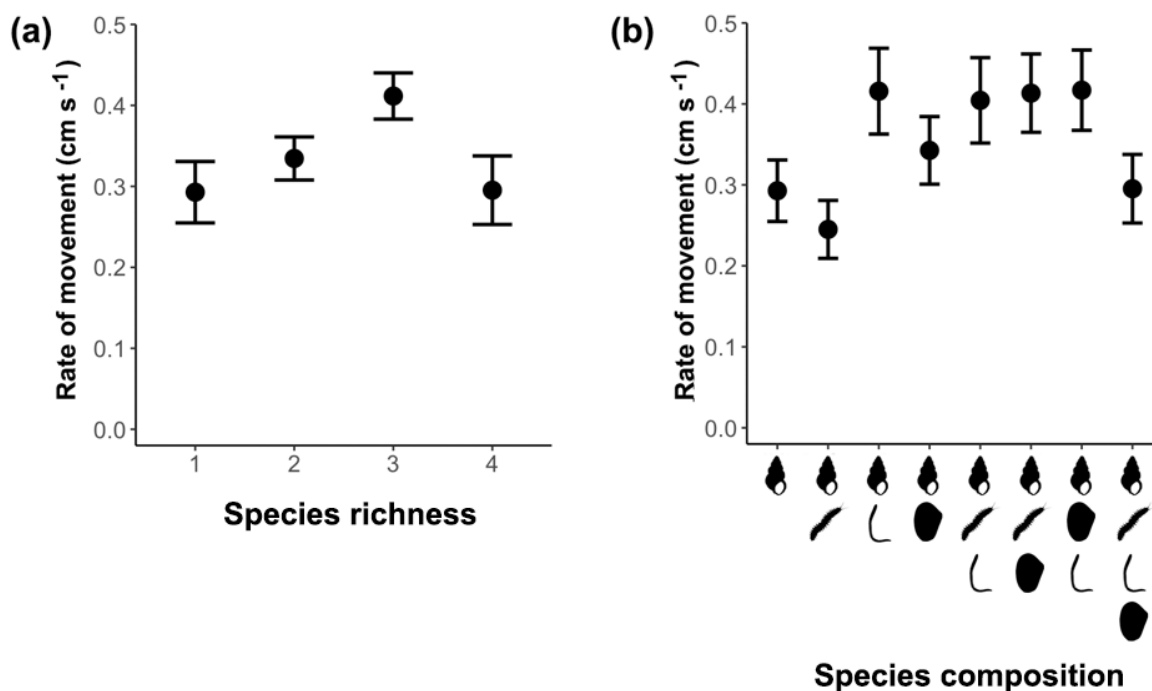 (a)
Rate of movement (cm s -1)
0.5
0.4
0.3
0.2
0.1
0.0
1 2 3 4
Species richness
(b)
Rate of movement (cm s -1)
0.5
0.4
0.3
0.2
0.1
0.0
Species composition